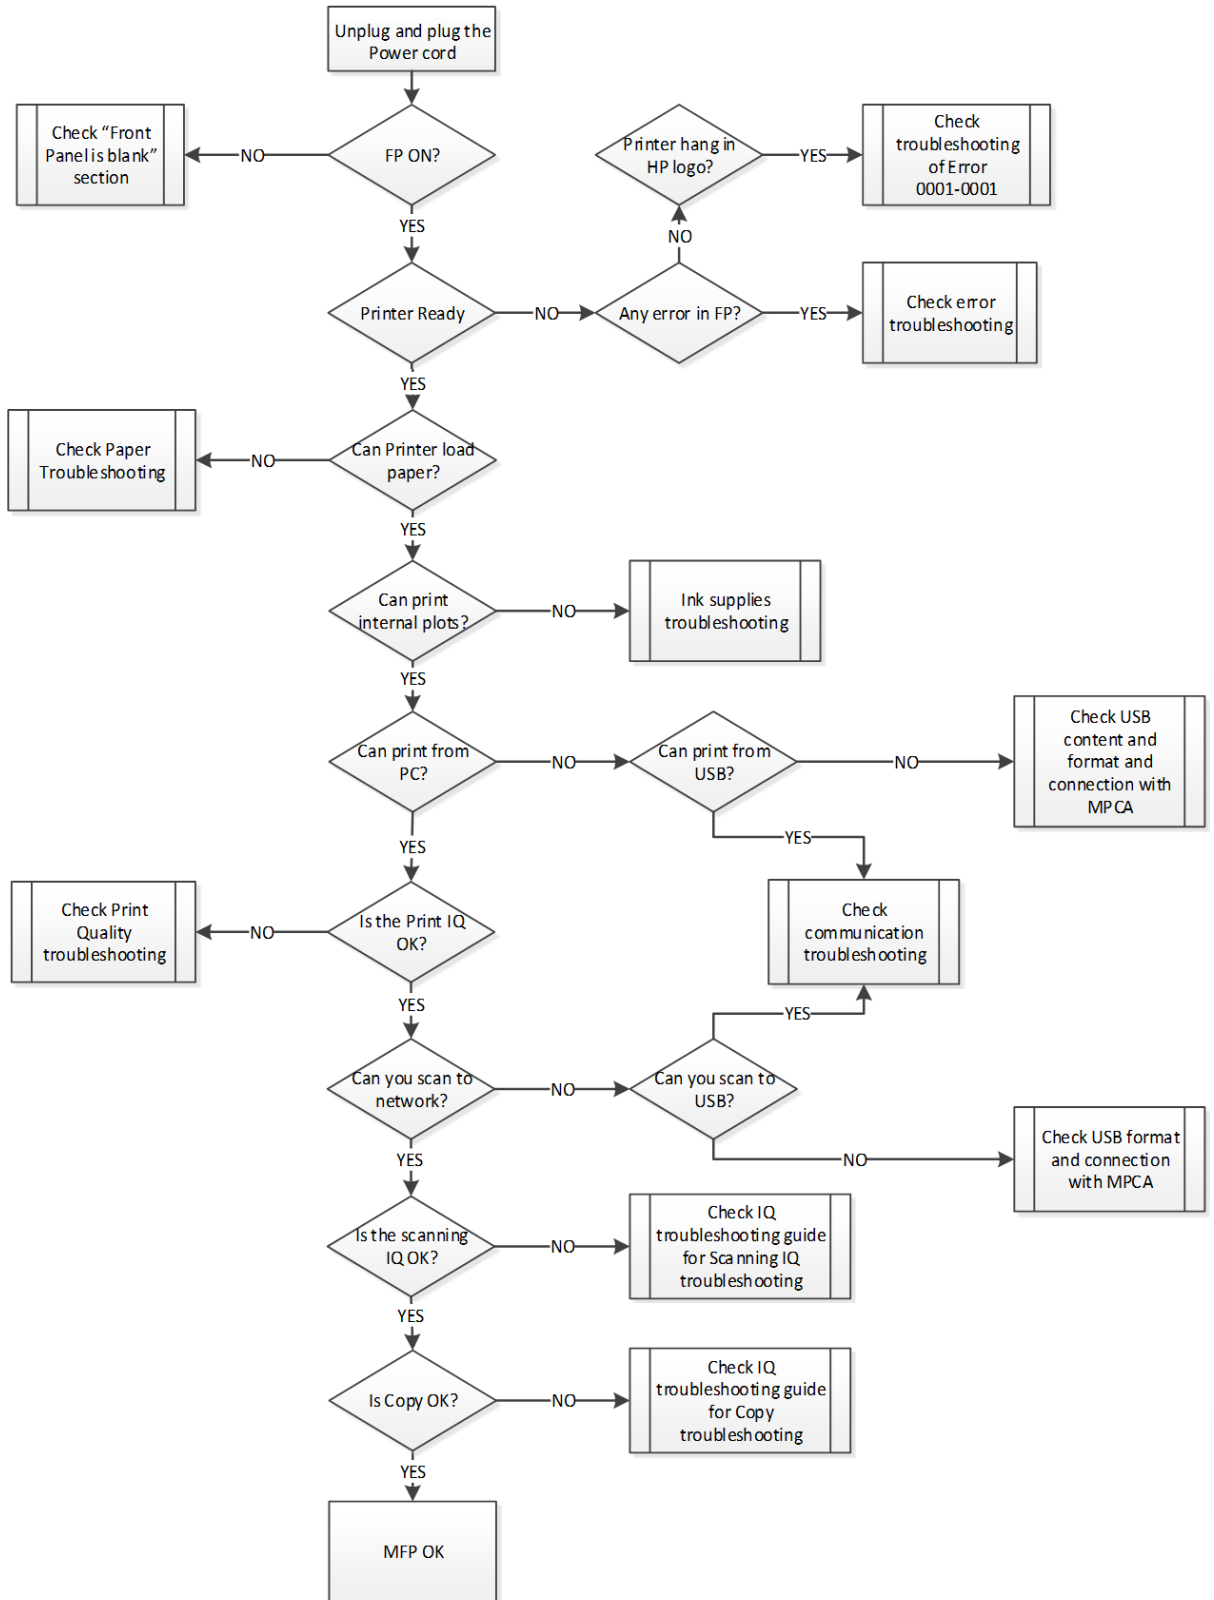 Unplug and plug the
Power cord
Check “Front
Panel is blank”
section
NO
FP ON?
Printer hang in
HP logo?
YES
Check
troubleshooting
of Error
0001-0001
YES
NO
Printer Ready
NO
Any error in FP?
YES
Check error
troubleshooting
YES
Check Paper
Troubleshooting
NO
Can Printer load
paper?
YES
Can print
internal plots?
NO
Ink supplies
troubleshooting
YES
Can print from
PC?
NO
Can print from
USB?
NO
Check USB
content and
format and
connection with
MPCA
YES
YES
Check Print
Quality
troubleshooting
NO
Is the Print IQ
OK?
Check
communication
troubleshooting
YES
YES
Can you scan to
network?
NO
Can you scan to
USB?
YES
NO
Check USB format
and connection
with MPCA
Is the scanning
IQ OK?
NO
Check IQ
troubleshooting guide
for Scanning IQ
troubleshooting
YES
Is Copy OK?
NO
Check IQ
troubleshooting guide
for Copy
troubleshooting
YES
MFP OK